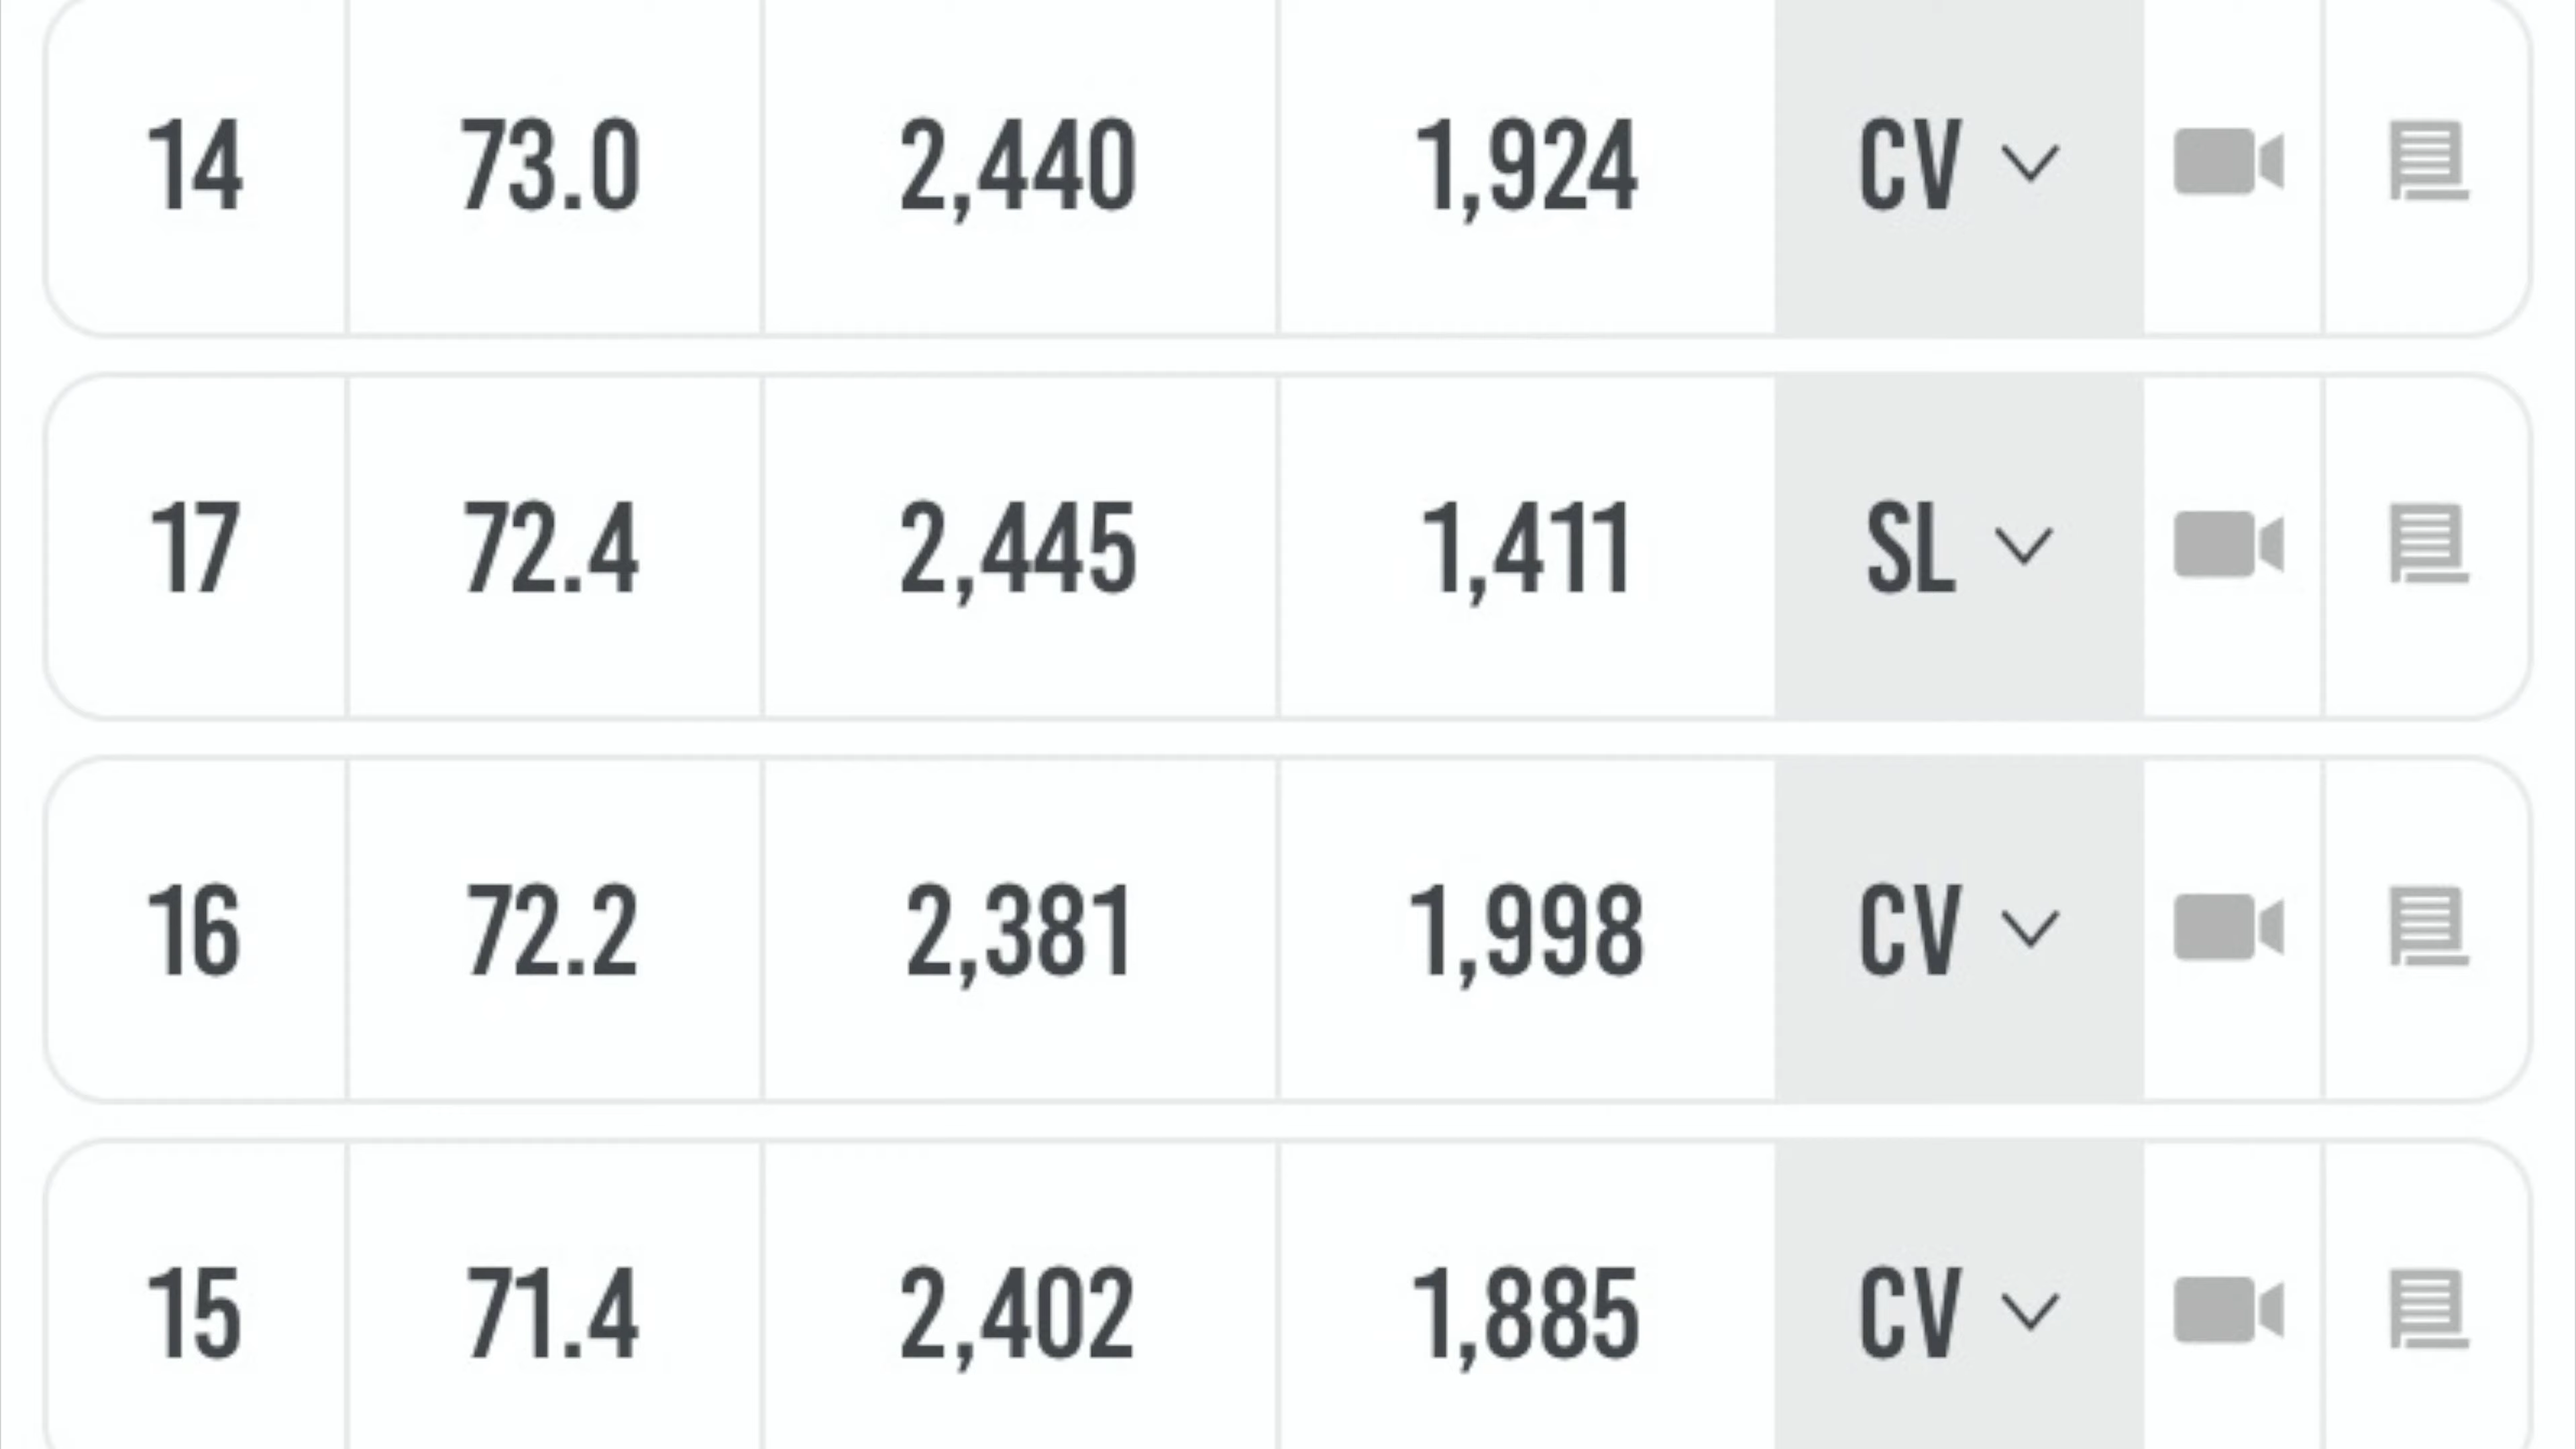 14 73.0 2,440 1,924 CV
17 72.4 2,445 1,411 SL
16 72.2 2,381 1,998 CV
15 71.4 2,402 1,885 CV